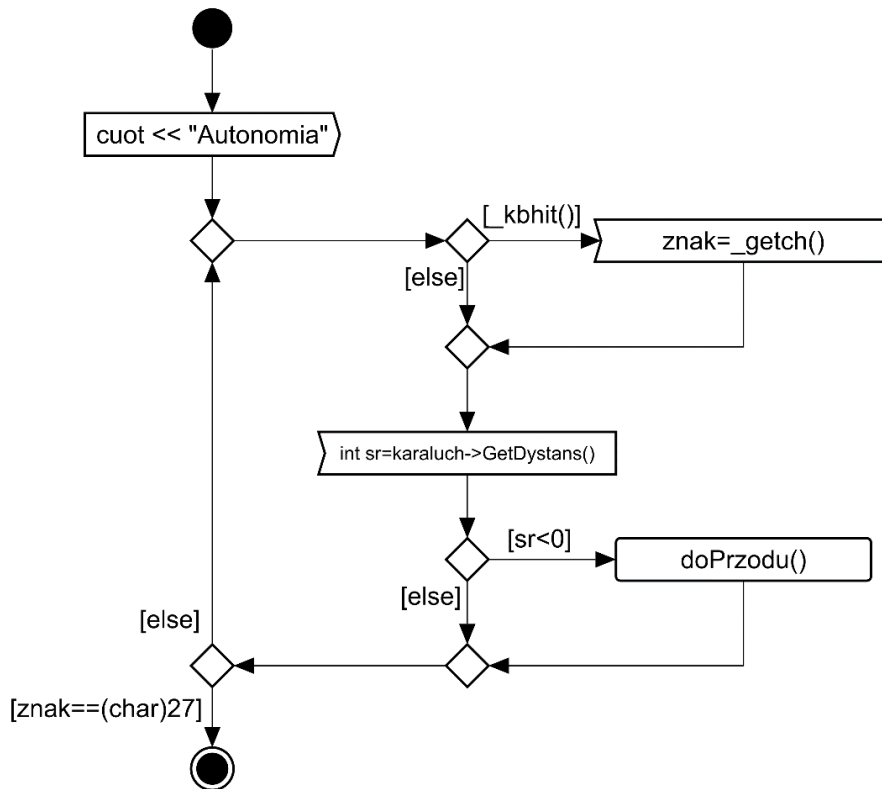 cuot << "Autonomia"
[_kbhit()]
znak=_getch()
[else]
int sr=karaluch->GetDystans()
[sr<0]
doPrzodu()
[else]
[else]
[znak==(char)27]